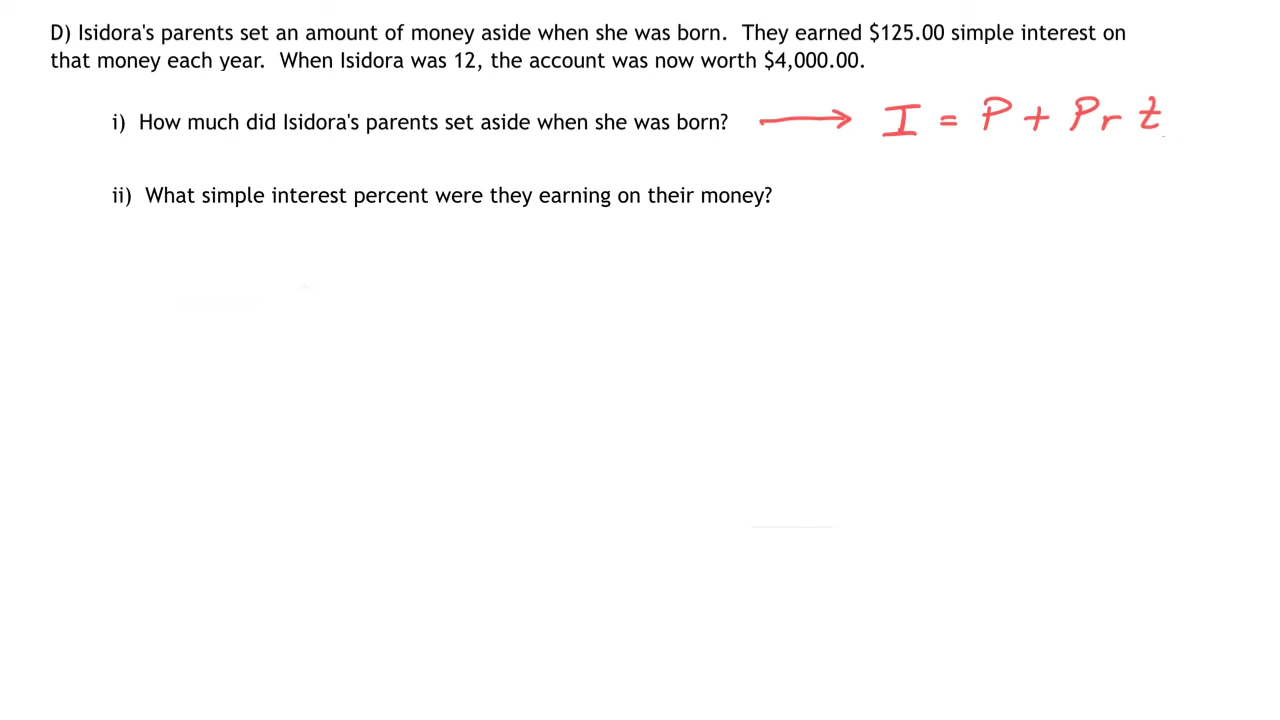 D) Isidora's parents set an amount of money aside when she was born. They earned $125.00 simple interest on
that money each year. When Isidora was 12, the account was now worth $4,000.00.
i) How much did Isidora's parents set aside when she was born? → I = P + Prt
ii) What simple interest percent were they earning on their money?